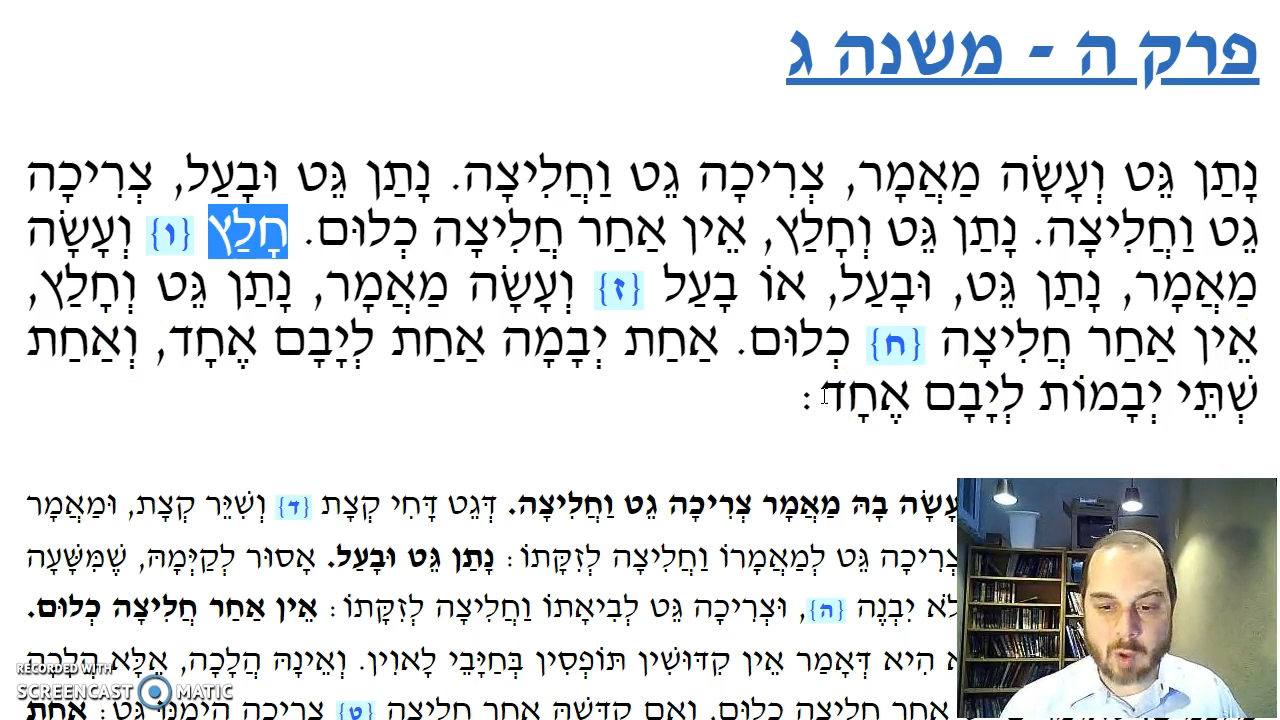 פרק ה - משנה ג
נָתַן גֵּט וְעָשָׂה מַאֲמָר, צְרִיכָה גֵט וַחֲלִיצָה. נָתַן גֵּט וּבָעַל, צְרִיכָה
גֵט וַחֲלִיצָה. נָתַן גֵּט וְחָלַץ, אֵין אַחַר חֲלִיצָה כְלוּם. חָלַץ {ו} וְעָשָׂה
מַאֲמָר, נָתַן גֵּט, וּבָעַל, אוֹ בָעַל {ז} וְעָשָׂה מַאֲמָר, נָתַן גֵּט וְחָלַץ,
אֵין אַחַר חֲלִיצָה {ח} כְלוּם. אַחַת יְבָמָה אַחַת לְיָבָם אֶחָד, וְאַחַת
שְׁתֵּי יְבָמוֹת לְיָבָם אֶחָד:
עָשָׂה בָהּ מַאֲמָר צְרִיכָה גֵט וַחֲלִיצָה. דְּגֵט דָּחֵי קְצָת {ד} וְשִׁיֵּר קְצָת, וּמַאֲמָר
צְרִיכָה גֵּט לְמַאֲמָרוֹ וַחֲלִיצָה לְזִקָּתוֹ: נָתַן גֵּט וּבָעַל. אָסוּר לְקַיְּמָהּ, שֶׁמִּשָּׁעָה
לֹא יִבְנֶה {ה}, וּצְרִיכָה גֵּט לְבִיאָתוֹ וַחֲלִיצָה לְזִקָּתוֹ: אֵין אַחַר חֲלִיצָה כְלוּם.
הִיא דְּאָמַר אֵין קִדּוּשִׁין תּוֹפְסִין בְּחַיָּבֵי לָאוִין. וְאֵינָהּ הֲלָכָה, אֶלָּא הֲלָכָה
אַחַר חֲלִיצָה כְלוּם, וְאִם קִדְּשָׁהּ אַחַר חֲלִיצָה {ט} צְרִיכָה הֵימֶנּוּ גֵט: אַחַת
RECORDED WITH
SCREENCAST MATIC